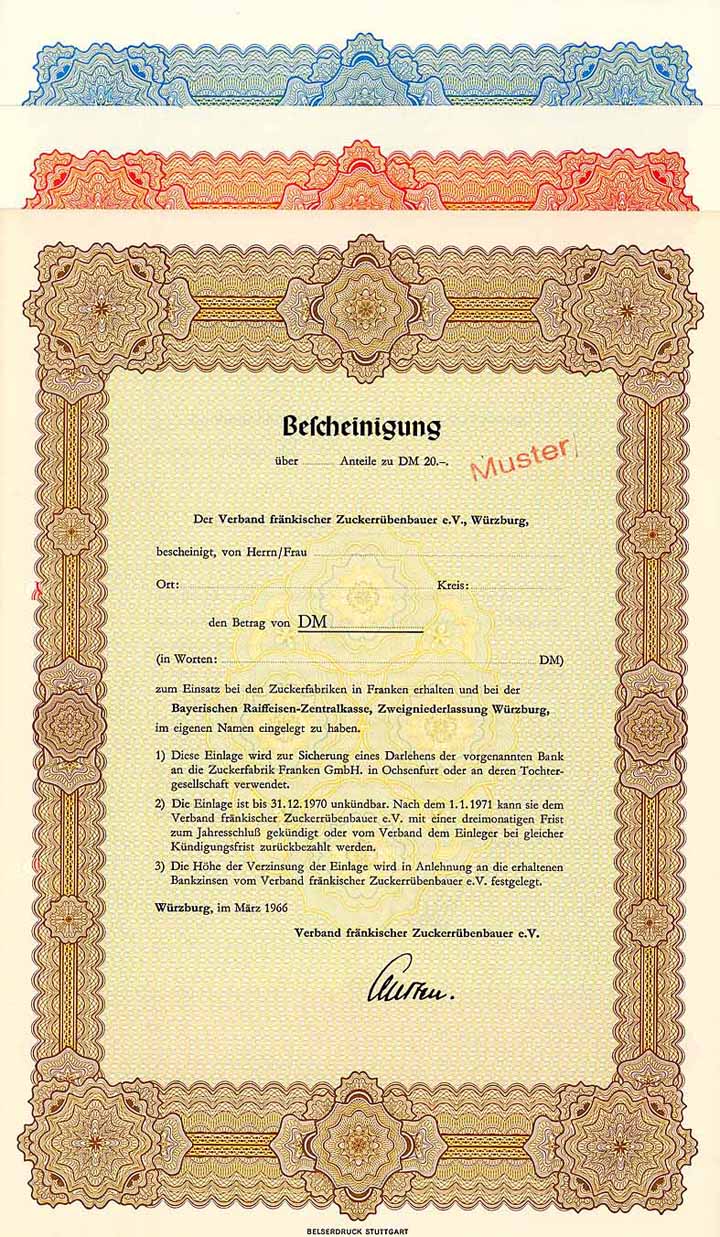 Bescheinigung
über ........ Anteile zu DM 20.–.
Muster
Der Verband fränkischer Zuckerrübenbauer e.V., Würzburg,
bescheinigt, von Herrn/Frau
Ort: Kreis:
den Betrag von DM
(in Worten: DM)
zum Einsatz bei den Zuckerfabriken in Franken erhalten und bei der
Bayerischen Raiffeisen-Zentralkasse, Zweigniederlassung Würzburg,
im eigenen Namen eingelegt zu haben.
1) Diese Einlage wird zur Sicherung eines Darlehens der vorgenannten Bank
an die Zuckerfabrik Franken GmbH. in Ochsenfurt oder an deren Tochter-
gesellschaft verwendet.
2) Die Einlage ist bis 31.12.1970 unkündbar. Nach dem 1.1.1971 kann sie dem
Verband fränkischer Zuckerrübenbauer e.V. mit einer dreimonatigen Frist
zum Jahresschluß gekündigt oder vom Verband dem Einleger bei gleicher
Kündigungsfrist zurückbezahlt werden.
3) Die Höhe der Verzinsung der Einlage wird in Anlehnung an die erhaltenen
Bankzinsen vom Verband fränkischer Zuckerrübenbauer e.V. festgelegt.
Würzburg, im März 1966
Verband fränkischer Zuckerrübenbauer e.V.
BELSERDRUCK STUTTGART